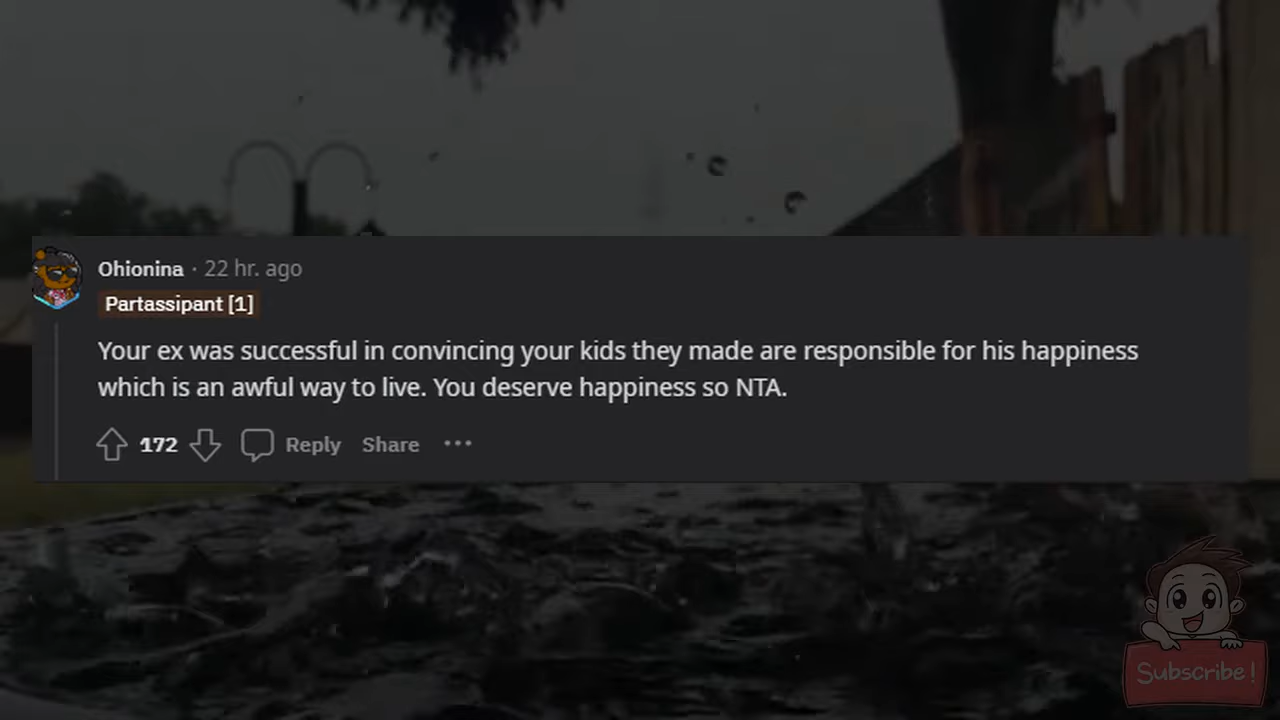 Ohionina · 22 hr. ago
Partassipant [1]
Your ex was successful in convincing your kids they made are responsible for his happiness
which is an awful way to live. You deserve happiness so NTA.
172 Reply Share ···
Subscribe!